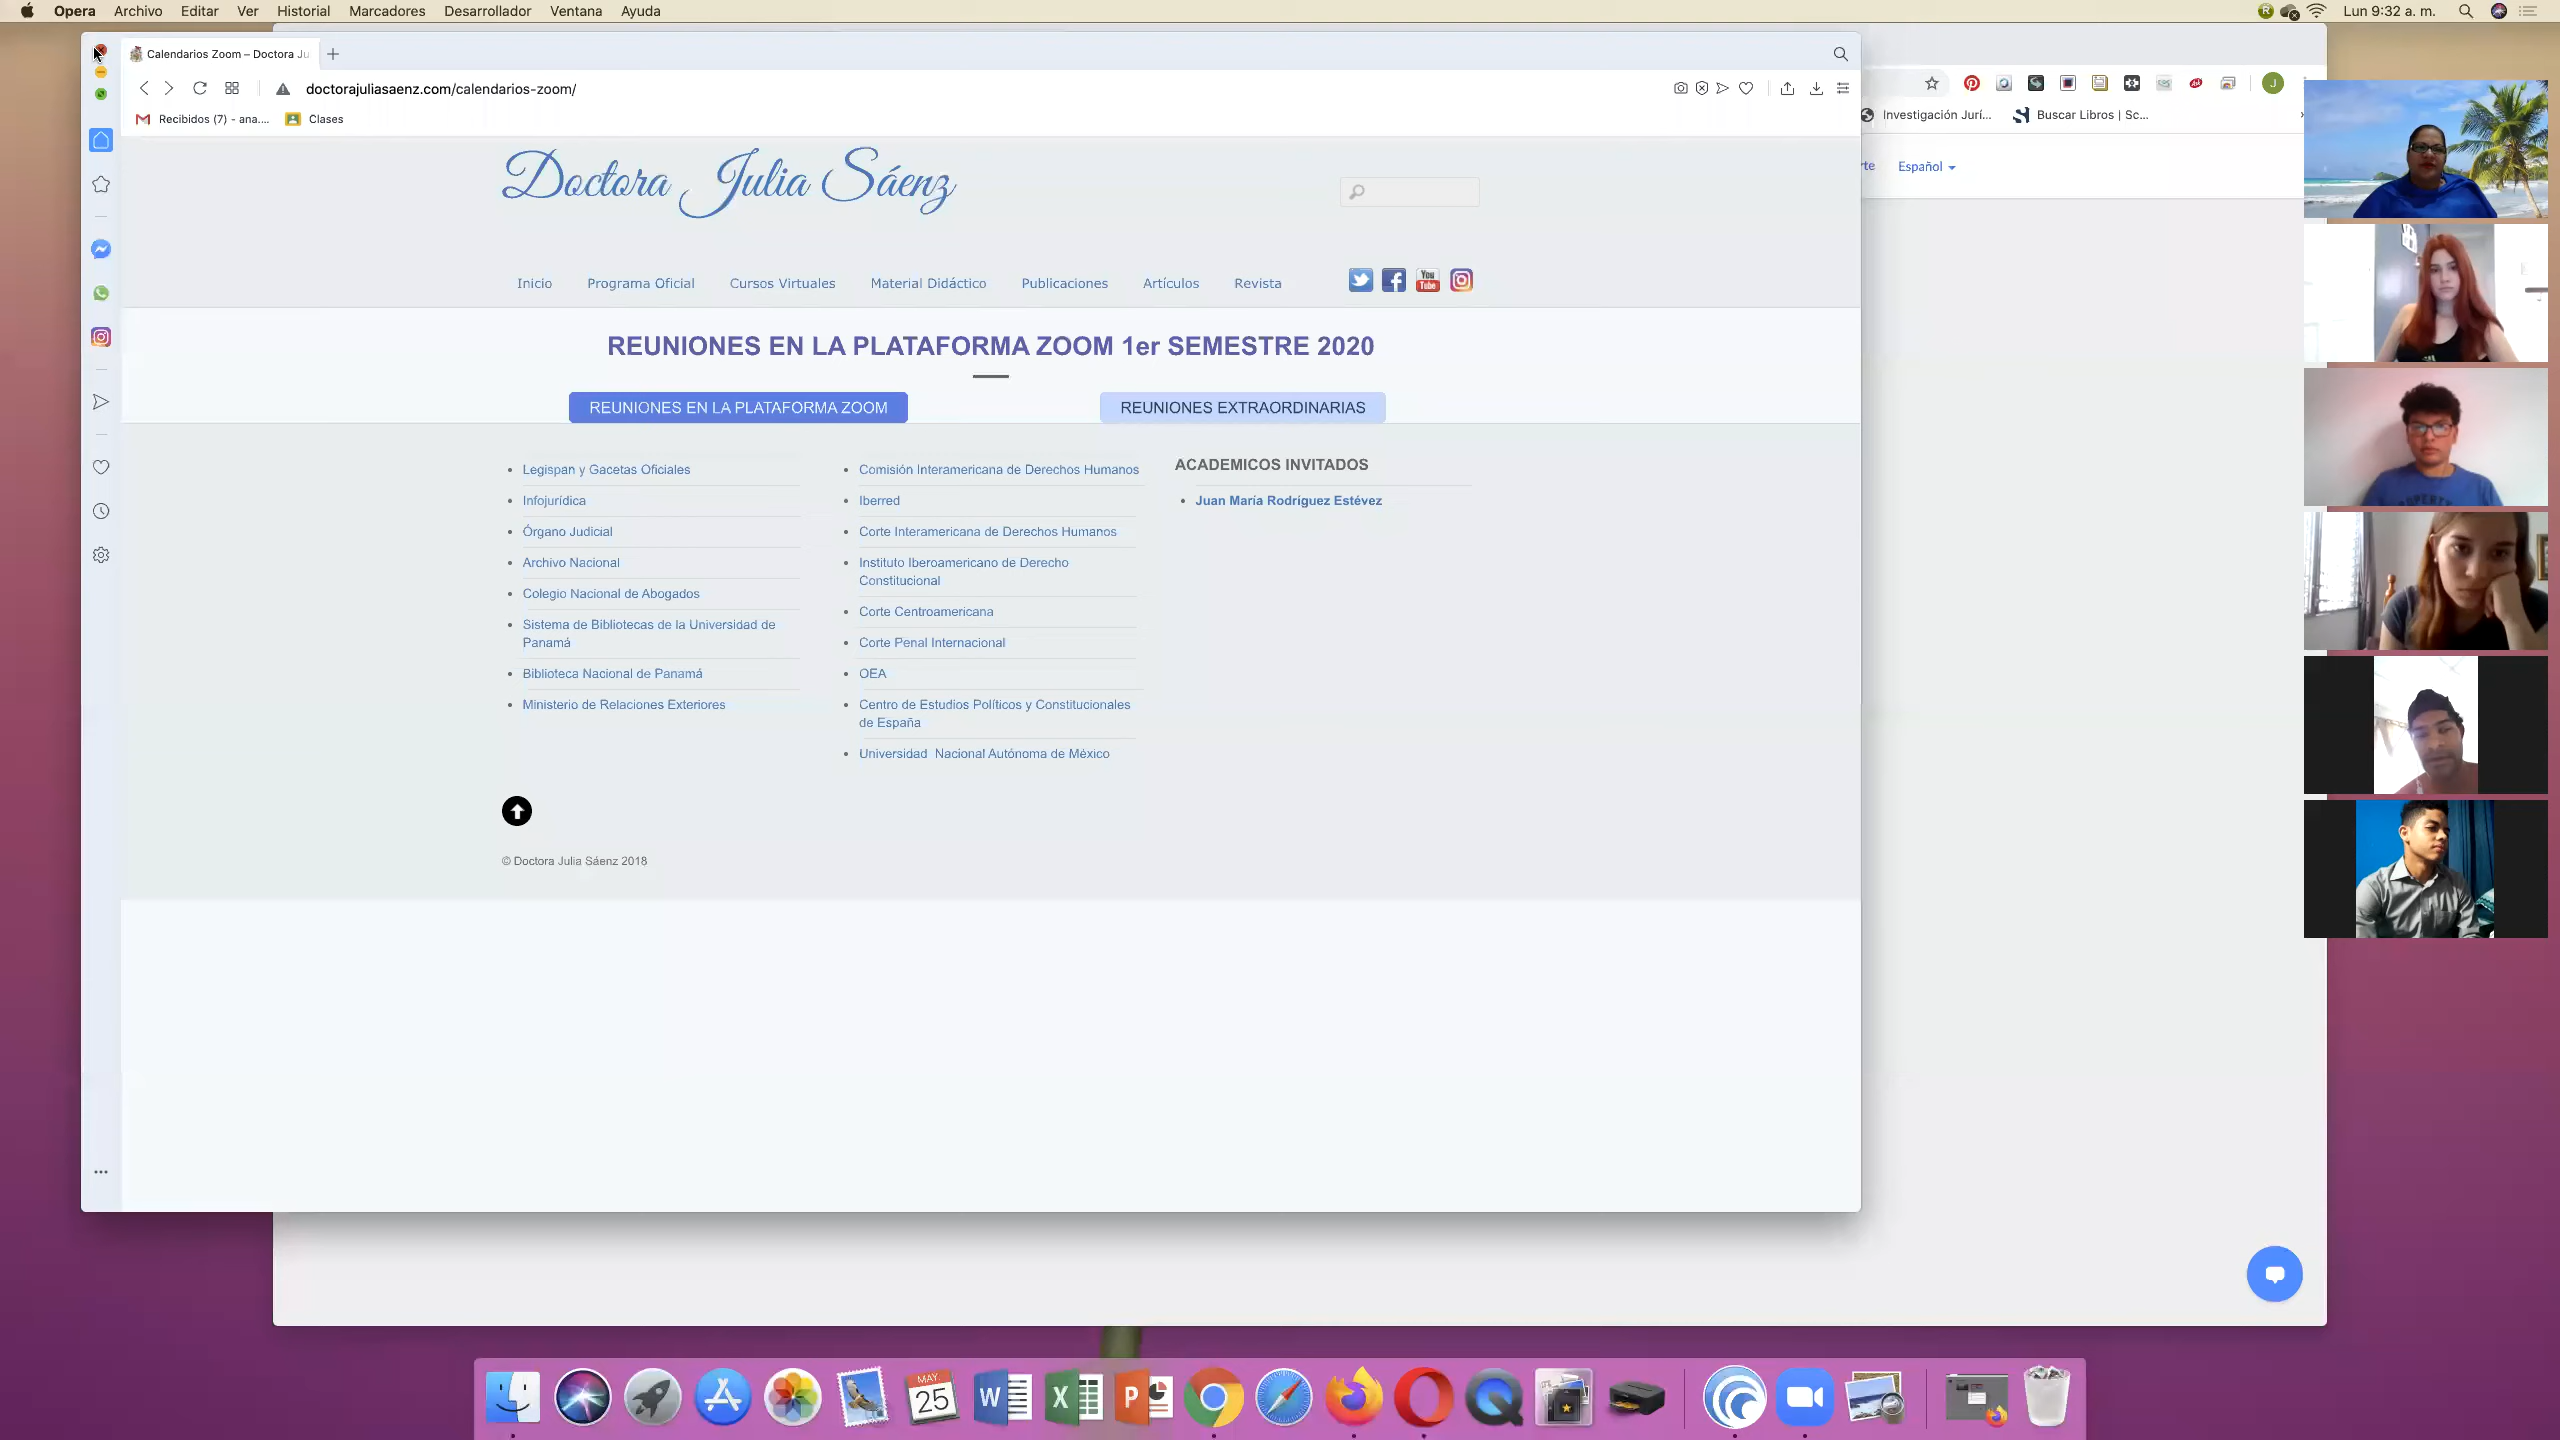 Opera Archivo Editar Ver Historial Marcadores Desarrollador Ventana Ayuda
Lun 9:32 a. m.
Calendarios Zoom – Doctora Ju
doctorajuliasaenz.com/calendarios-zoom/
Recibidos (7) - ana.... Clases
Investigación Jurí... Buscar Libros | Sc...
rte Español
Doctora Julia Sáenz
Inicio Programa Oficial Cursos Virtuales Material Didáctico Publicaciones Artículos Revista
You
Tube
REUNIONES EN LA PLATAFORMA ZOOM 1er SEMESTRE 2020
REUNIONES EN LA PLATAFORMA ZOOM
REUNIONES EXTRAORDINARIAS
Legispan y Gacetas Oficiales
Infojurídica
Órgano Judicial
Archivo Nacional
Colegio Nacional de Abogados
Sistema de Bibliotecas de la Universidad de
Panamá
Biblioteca Nacional de Panamá
Ministerio de Relaciones Exteriores
Comisión Interamericana de Derechos Humanos
Iberred
Corte Interamericana de Derechos Humanos
Instituto Iberoamericano de Derecho
Constitucional
Corte Centroamericana
Corte Penal Internacional
OEA
Centro de Estudios Políticos y Constitucionales
de España
Universidad Nacional Autónoma de México
ACADEMICOS INVITADOS
Juan María Rodríguez Estévez
© Doctora Julia Sáenz 2018
J
PROPERTY
MAY.
25
W
X
P